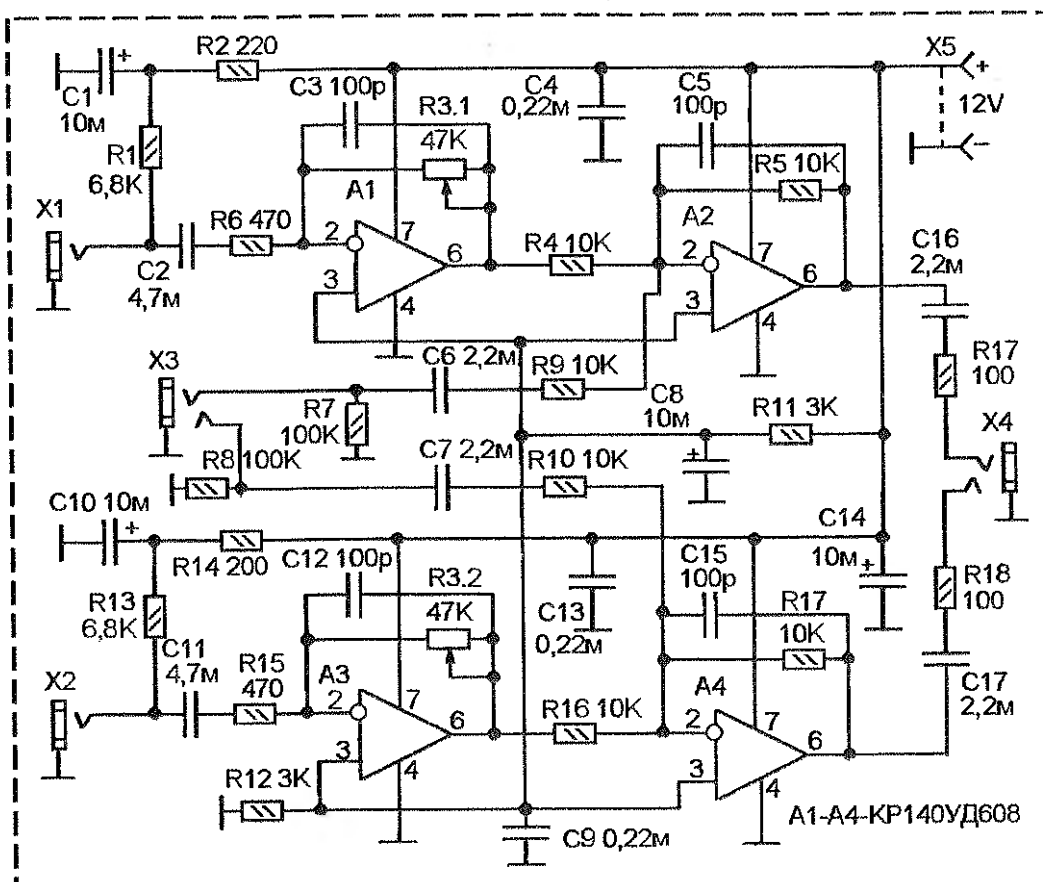 R2 220
X5
+
C1
10м
+
C3 100p
C4
0,22м
C5
100p
12V
−
R3.1
47K
R1
6,8K
R5 10K
A1
A2
X1
R6 470
2
7
6
3
4
R4 10K
2
7
6
3
4
C16
2,2м
C2
4,7м
R17
100
X3
C6 2,2м
R9 10K
C8
10м
+
R11 3K
X4
R7
100K
R8 100K
C7 2,2м
R10 10K
C10 10м
+
C14
10м
+
R14 200
C12 100p
R3.2
47K
C13
0,22м
C15
100p
R17
10K
R18
100
R13
6,8K
C11
4,7м
X2
R15
470
A3
2
7
6
3
4
R16 10K
A4
2
7
6
3
4
C17
2,2м
R12 3K
C9 0,22м
A1-A4-КР140УД608